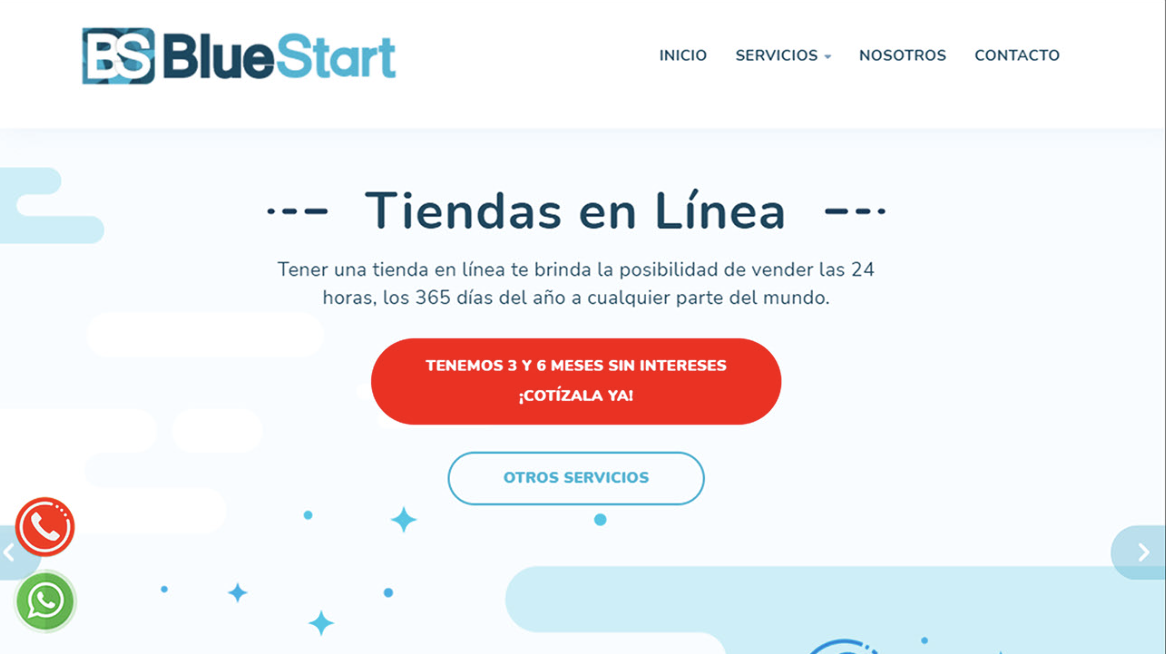 BS BlueStart
INICIO SERVICIOS NOSOTROS CONTACTO
Tiendas en Línea
Tener una tienda en línea te brinda la posibilidad de vender las 24
horas, los 365 días del año a cualquier parte del mundo.
TENEMOS 3 Y 6 MESES SIN INTERESES
¡COTÍZALA YA!
OTROS SERVICIOS